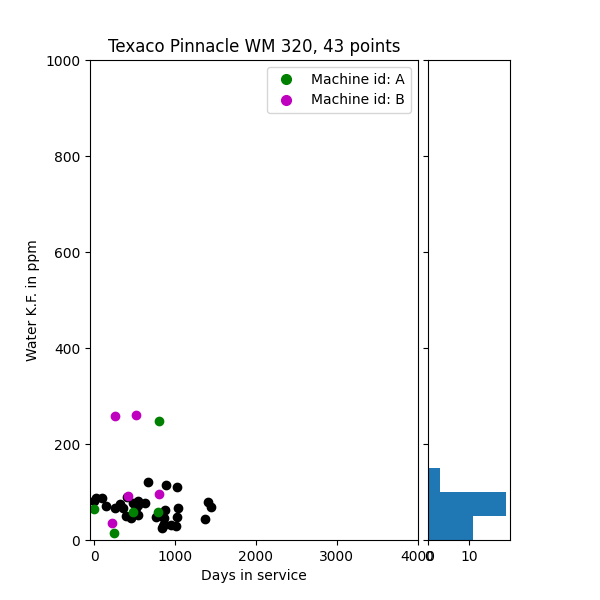 Texaco Pinnacle WM 320, 43 points
Machine id: A
Machine id: B
1000
800
600
400
200
0
Water K.F. in ppm
0
1000
2000
3000
4000
0
10
Days in service